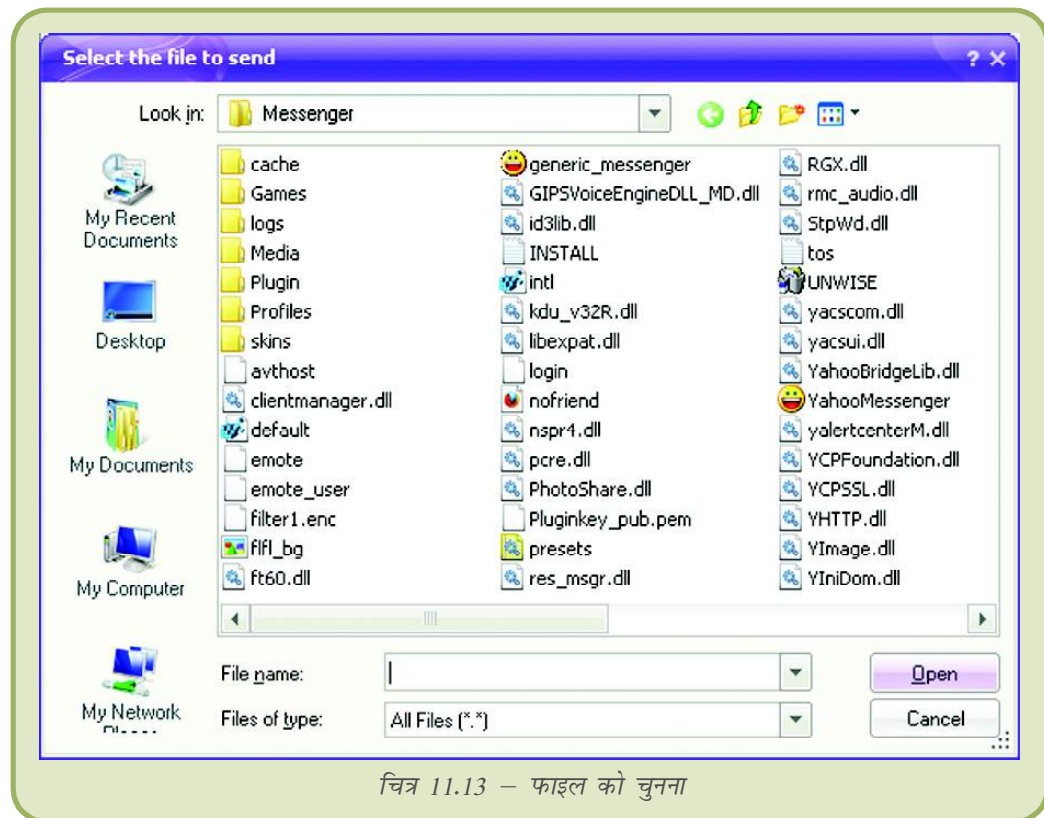 Select the file to send
Look in: Messenger
My Recent Documents
Desktop
My Documents
My Computer
My Network
cache
Games
logs
Media
Plugin
Profiles
skins
avthost
clientmanager.dll
default
emote
emote_user
filter1.enc
flfl_bg
ft60.dll
generic_messenger
GIPSVoiceEngineDLL_MD.dll
id3lib.dll
INSTALL
intl
kdu_v32R.dll
libexpat.dll
login
nofriend
nspr4.dll
pcre.dll
PhotoShare.dll
Pluginkey_pub.pem
presets
res_msgr.dll
RGX.dll
rmc_audio.dll
StpWd.dll
tos
UNWISE
yacscom.dll
yacsui.dll
YahooBridgeLib.dll
YahooMessenger
yalertcenterM.dll
YCPFoundation.dll
YCPSSL.dll
YHTTP.dll
YImage.dll
YIniDom.dll
File name:
Open
Files of type: All Files (*.*)
Cancel
चित्र 11.13 – फाइल को चुनना